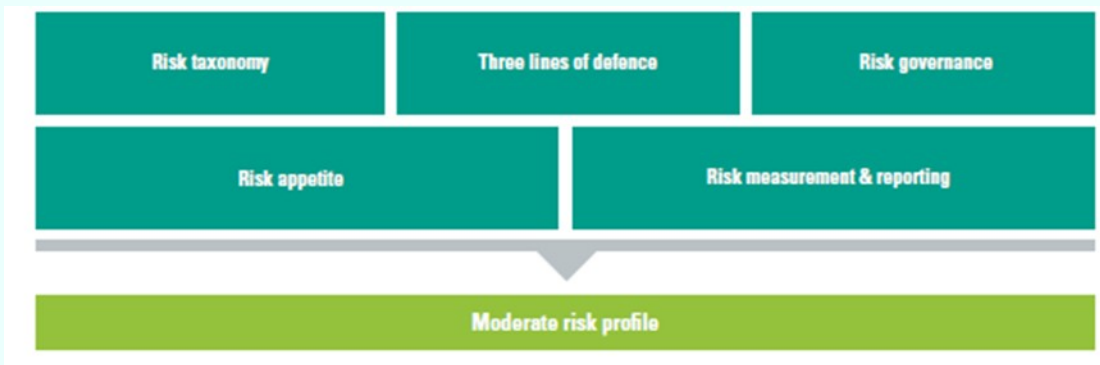 Risk taxonomy
Three lines of defence
Risk governance
Risk appetite
Risk measurement & reporting
Moderate risk profile